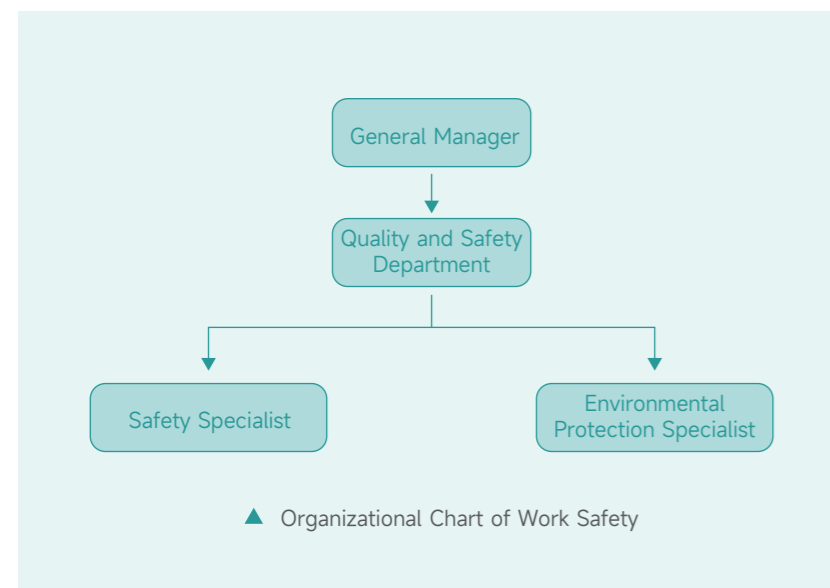 General Manager
Quality and Safety
Department
Safety Specialist
Environmental
Protection Specialist
▲ Organizational Chart of Work Safety